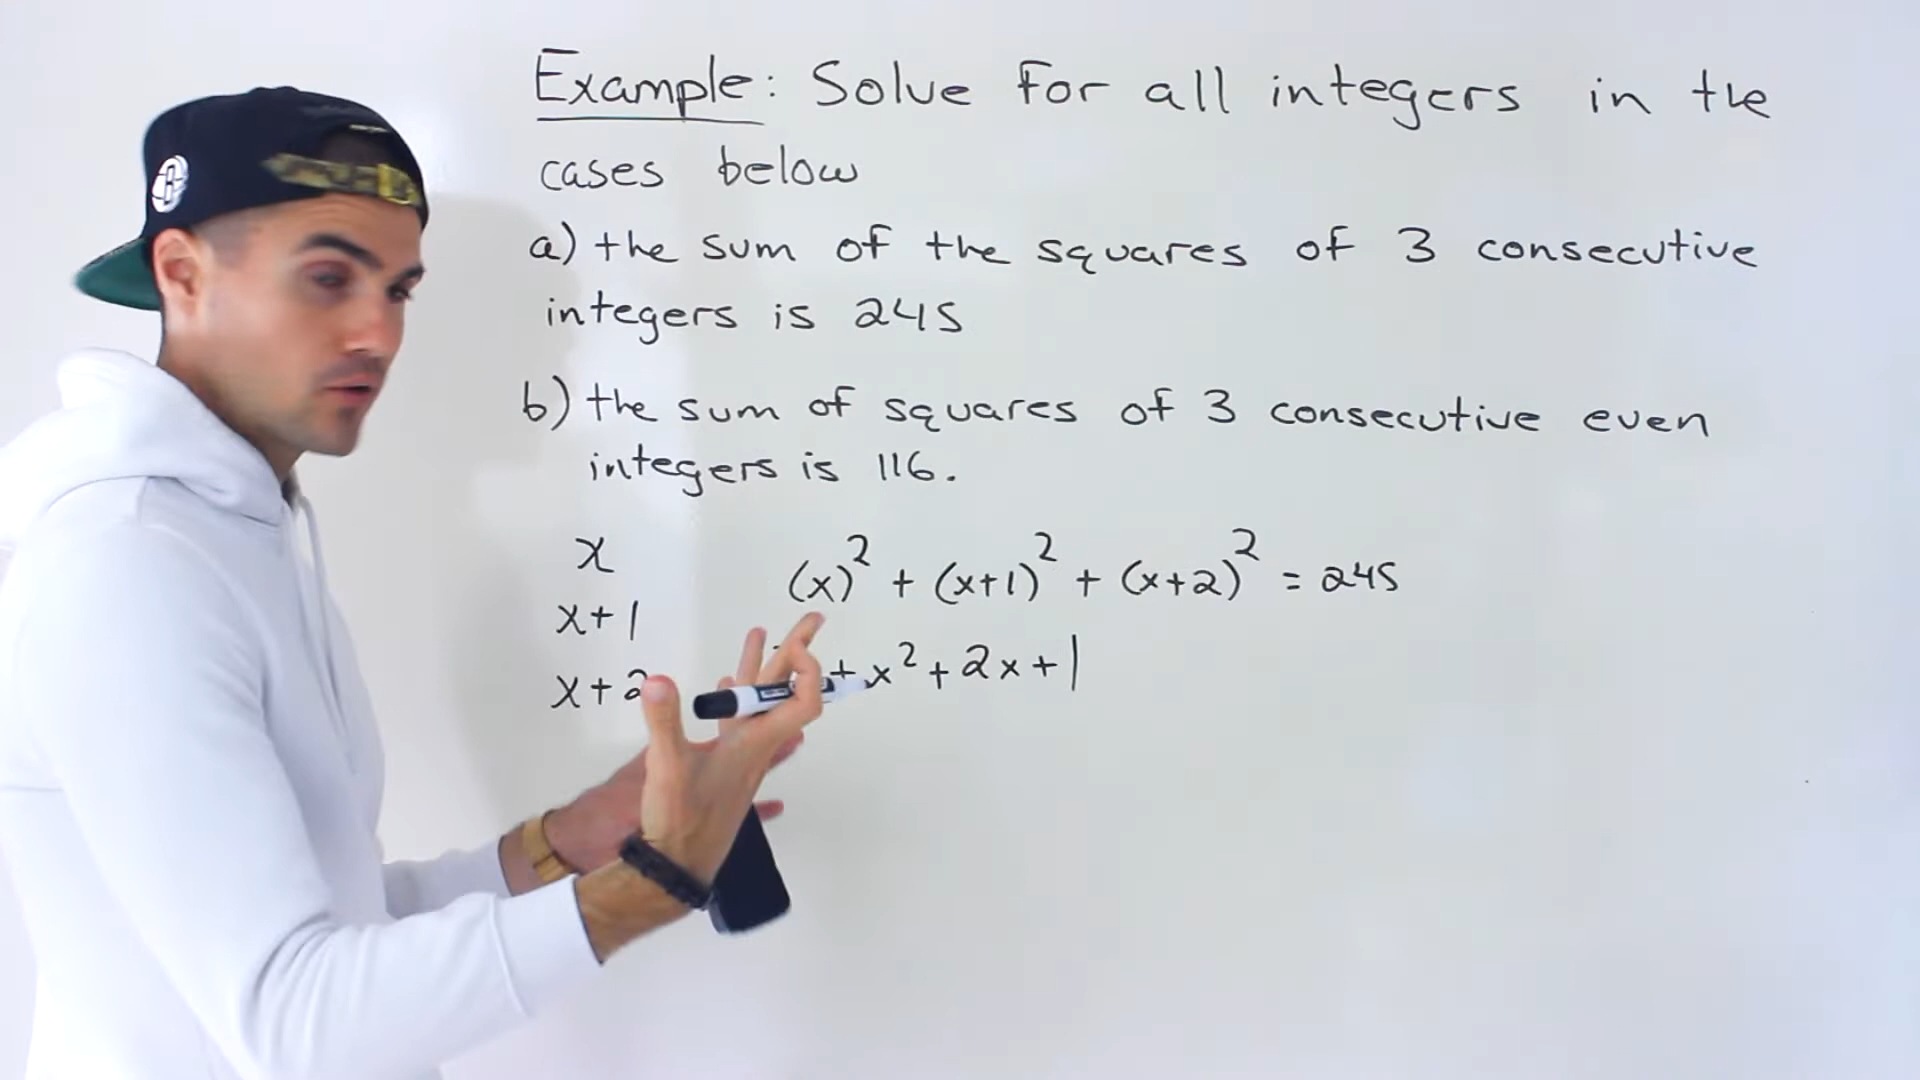 Example: Solve for all integers in the
cases below
a) the sum of the squares of 3 consecutive
integers is 245
b) the sum of squares of 3 consecutive even
integers is 116.
x
x+1
x+2
(x)² + (x+1)² + (x+2)² = 245
+ x² + 2x + 1
B